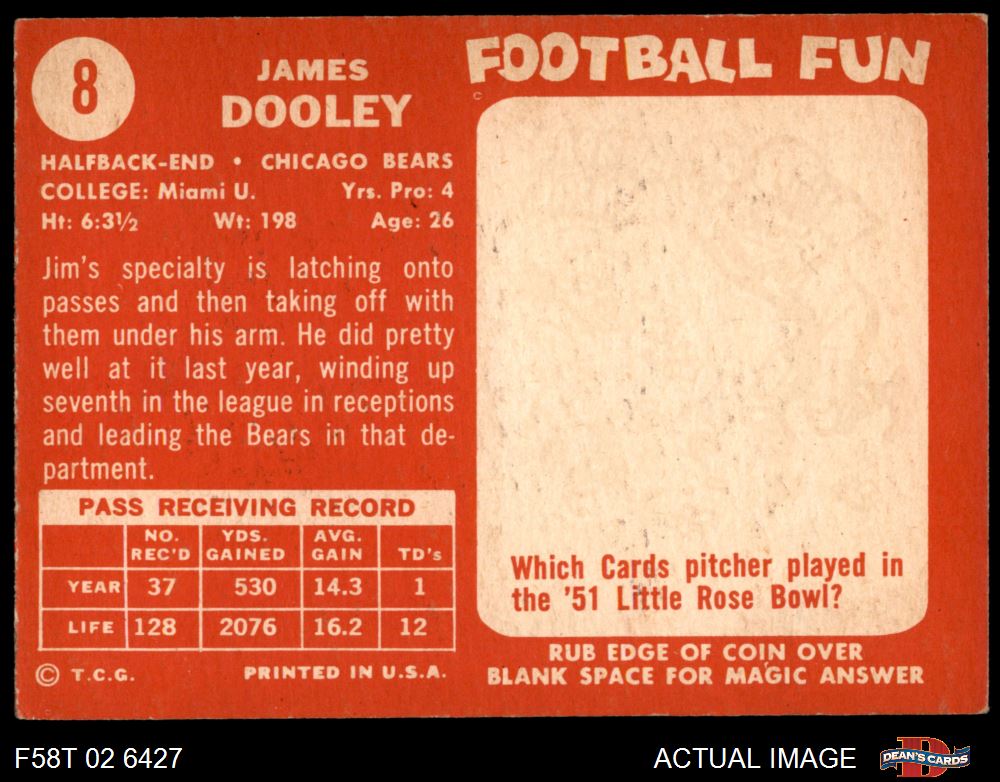 8
JAMES
DOOLEY
HALFBACK-END • CHICAGO BEARS
COLLEGE: Miami U. Yrs. Pro: 4
Ht: 6:3½ Wt: 198 Age: 26
Jim's specialty is latching onto
passes and then taking off with
them under his arm. He did pretty
well at it last year, winding up
seventh in the league in receptions
and leading the Bears in that de-
partment.
PASS RECEIVING RECORD
NO. REC'D YDS. GAINED AVG. GAIN TD's
YEAR 37 530 14.3 1
LIFE 128 2076 16.2 12
© T.C.G. PRINTED IN U.S.A.
FOOTBALL FUN
C
Which Cards pitcher played in
the '51 Little Rose Bowl?
RUB EDGE OF COIN OVER
BLANK SPACE FOR MAGIC ANSWER
F58T 02 6427 ACTUAL IMAGE
D
DEAN'S CARDS